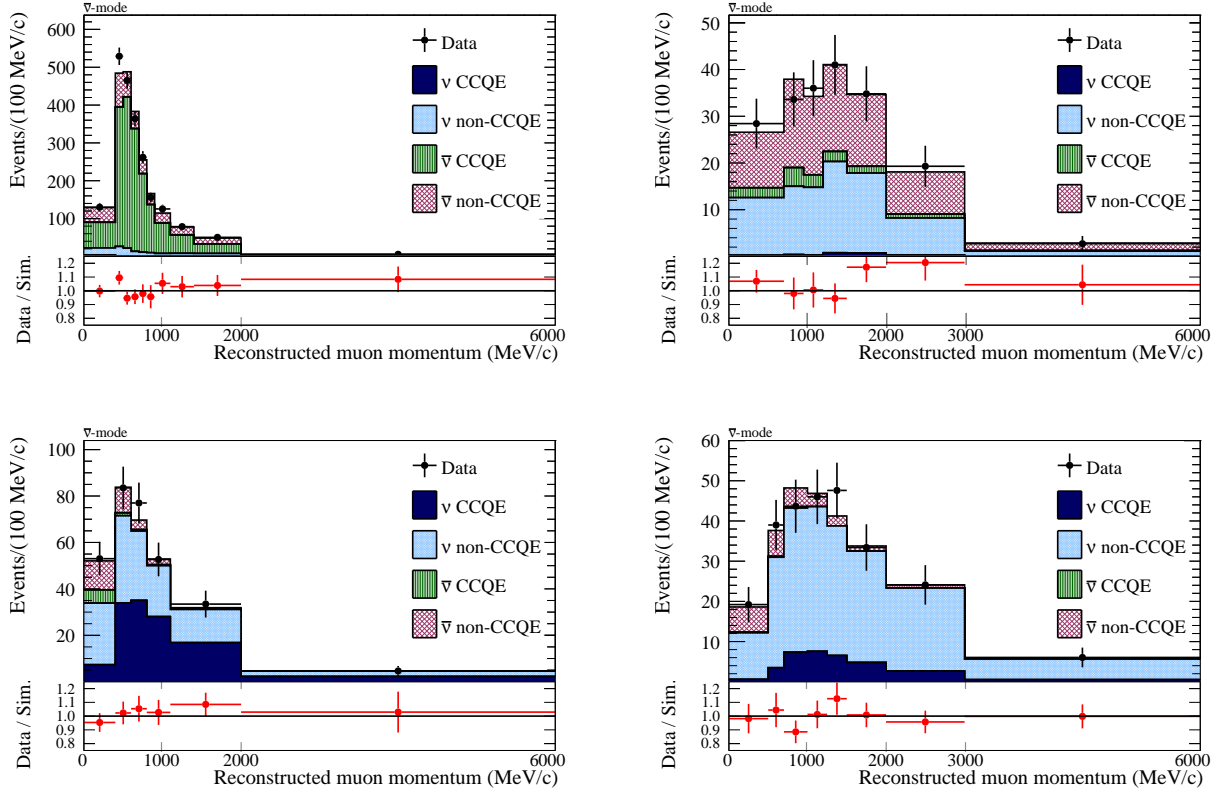 ν̅-mode
Events/(100 MeV/c)
600
500
400
300
200
100
Data
ν CCQE
ν non-CCQE
ν̅ CCQE
ν̅ non-CCQE
Data / Sim.
1.2
1.1
1.0
0.9
0.8
0 1000 2000 6000
Reconstructed muon momentum (MeV/c)
ν̅-mode
Events/(100 MeV/c)
50
40
30
20
10
Data
ν CCQE
ν non-CCQE
ν̅ CCQE
ν̅ non-CCQE
Data / Sim.
1.2
1.1
1.0
0.9
0.8
0 1000 2000 3000 6000
Reconstructed muon momentum (MeV/c)
ν̅-mode
Events/(100 MeV/c)
100
80
60
40
20
Data
ν CCQE
ν non-CCQE
ν̅ CCQE
ν̅ non-CCQE
Data / Sim.
1.2
1.1
1.0
0.9
0.8
0 1000 2000 6000
Reconstructed muon momentum (MeV/c)
ν̅-mode
Events/(100 MeV/c)
60
50
40
30
20
10
Data
ν CCQE
ν non-CCQE
ν̅ CCQE
ν̅ non-CCQE
Data / Sim.
1.2
1.1
1.0
0.9
0.8
0 1000 2000 3000 6000
Reconstructed muon momentum (MeV/c)